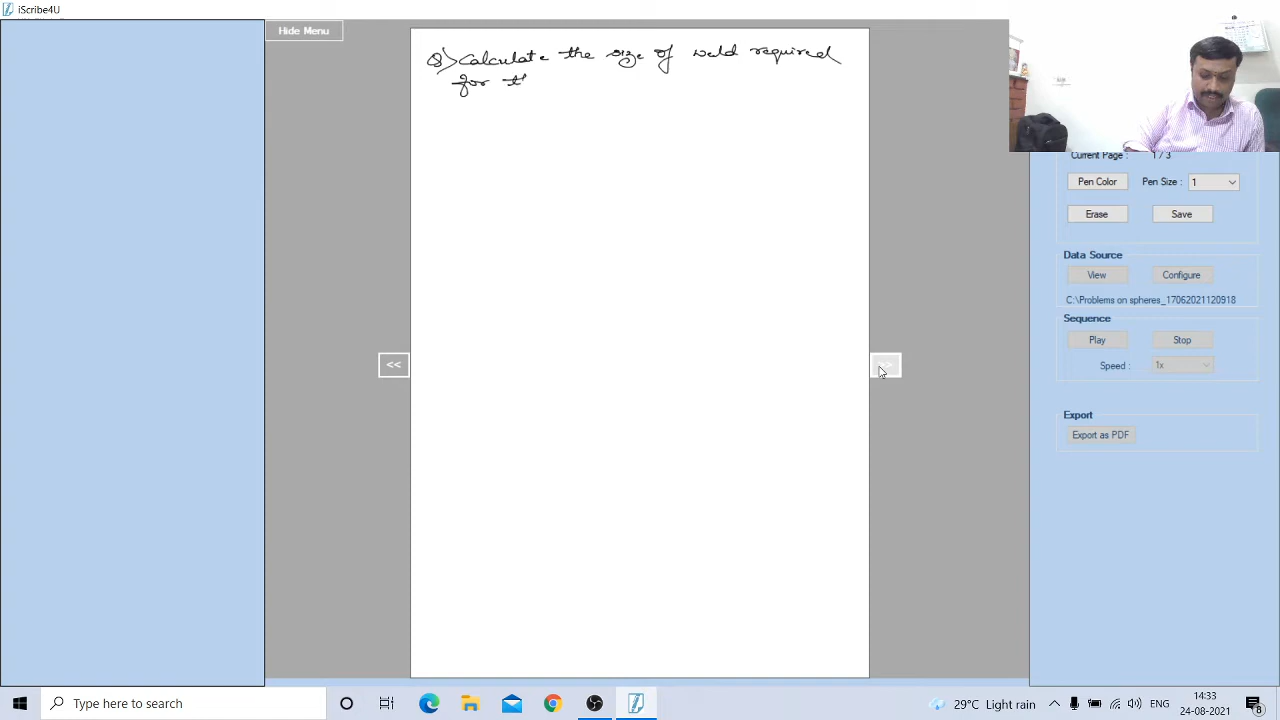 iScribe4U
Hide Menu
Q) Calculate the size of weld required
for t
Current Page : 1 / 3
Pen Color Pen Size : 1
Erase Save
Data Source
View Configure
C:\Problems on spheres_17062021120918
Sequence
Play Stop
Speed : 1x
<< >>
Export
Export as PDF
Type here to search
29°C Light rain
ENG
14:33
24-08-2021
8